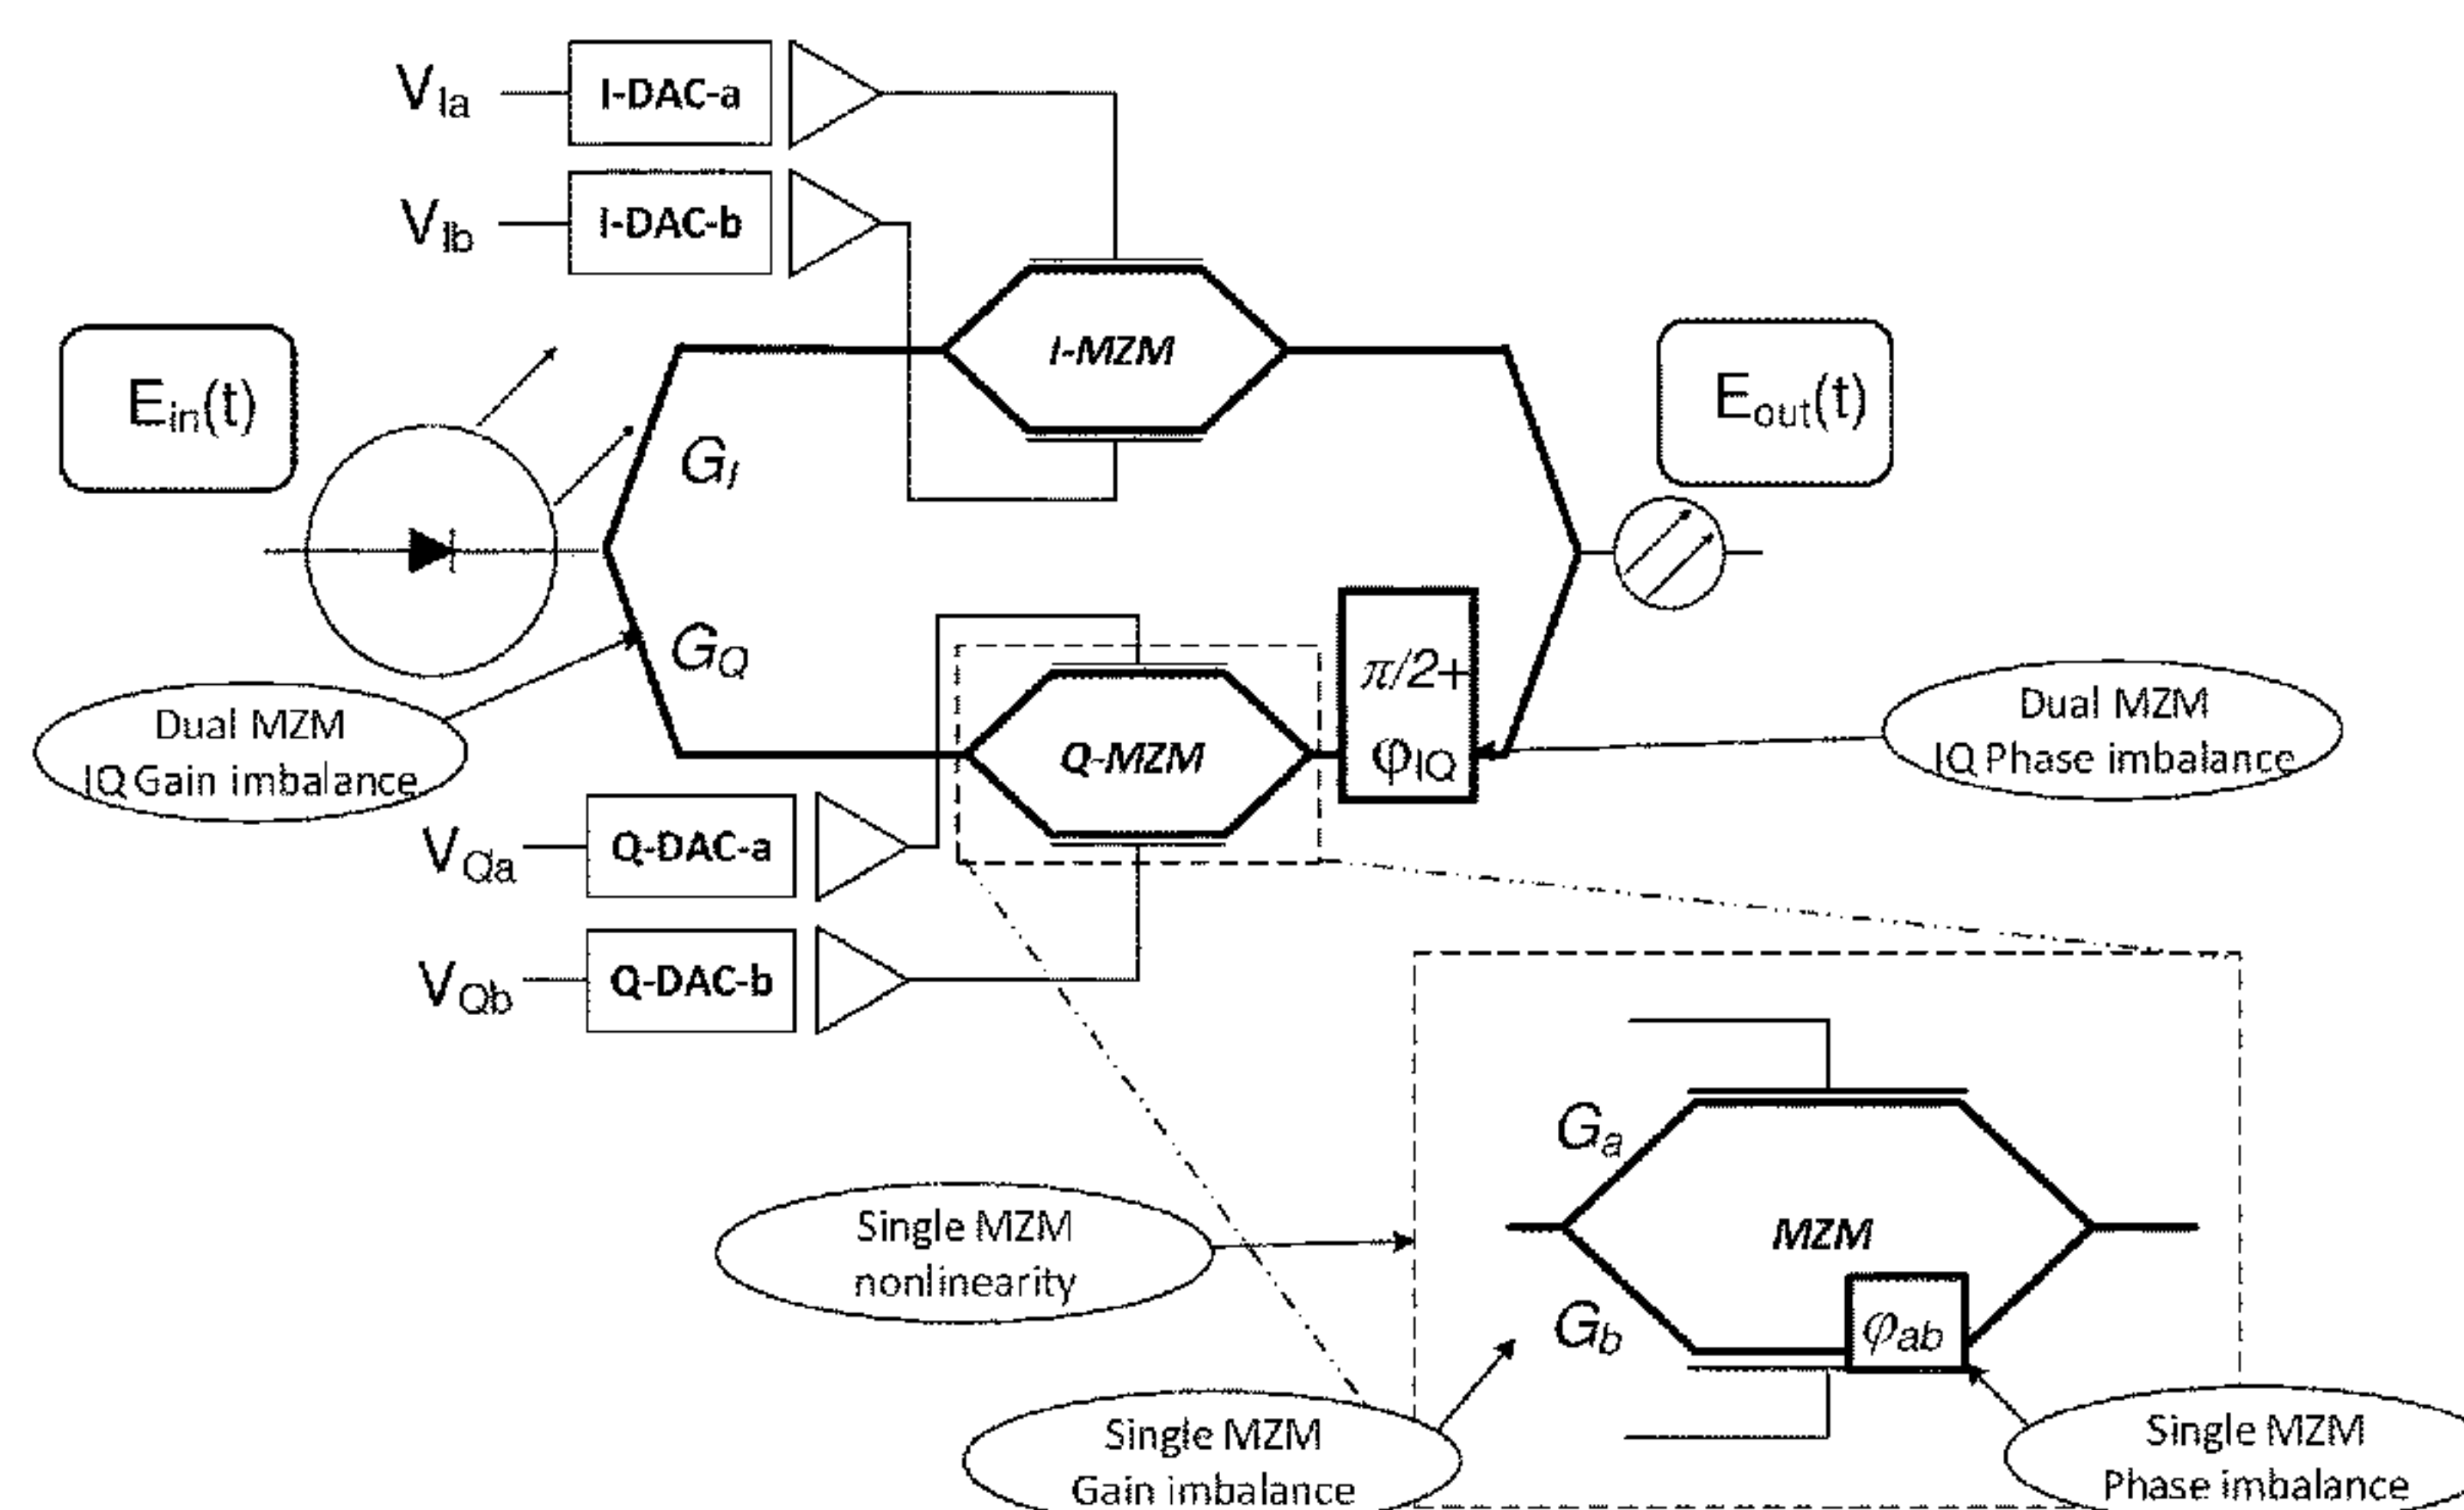 V_Ia
I-DAC-a
V_Ib
I-DAC-b
E_in(t)
I-MZM
E_out(t)
G_I
G_Q
π/2+
φ_IQ
Dual MZM
IQ Gain imbalance
Q-MZM
Dual MZM
IQ Phase imbalance
V_Qa
Q-DAC-a
V_Qb
Q-DAC-b
G_a
Single MZM
nonlinearity
MZM
G_b
φ_ab
Single MZM
Gain imbalance
Single MZM
Phase imbalance